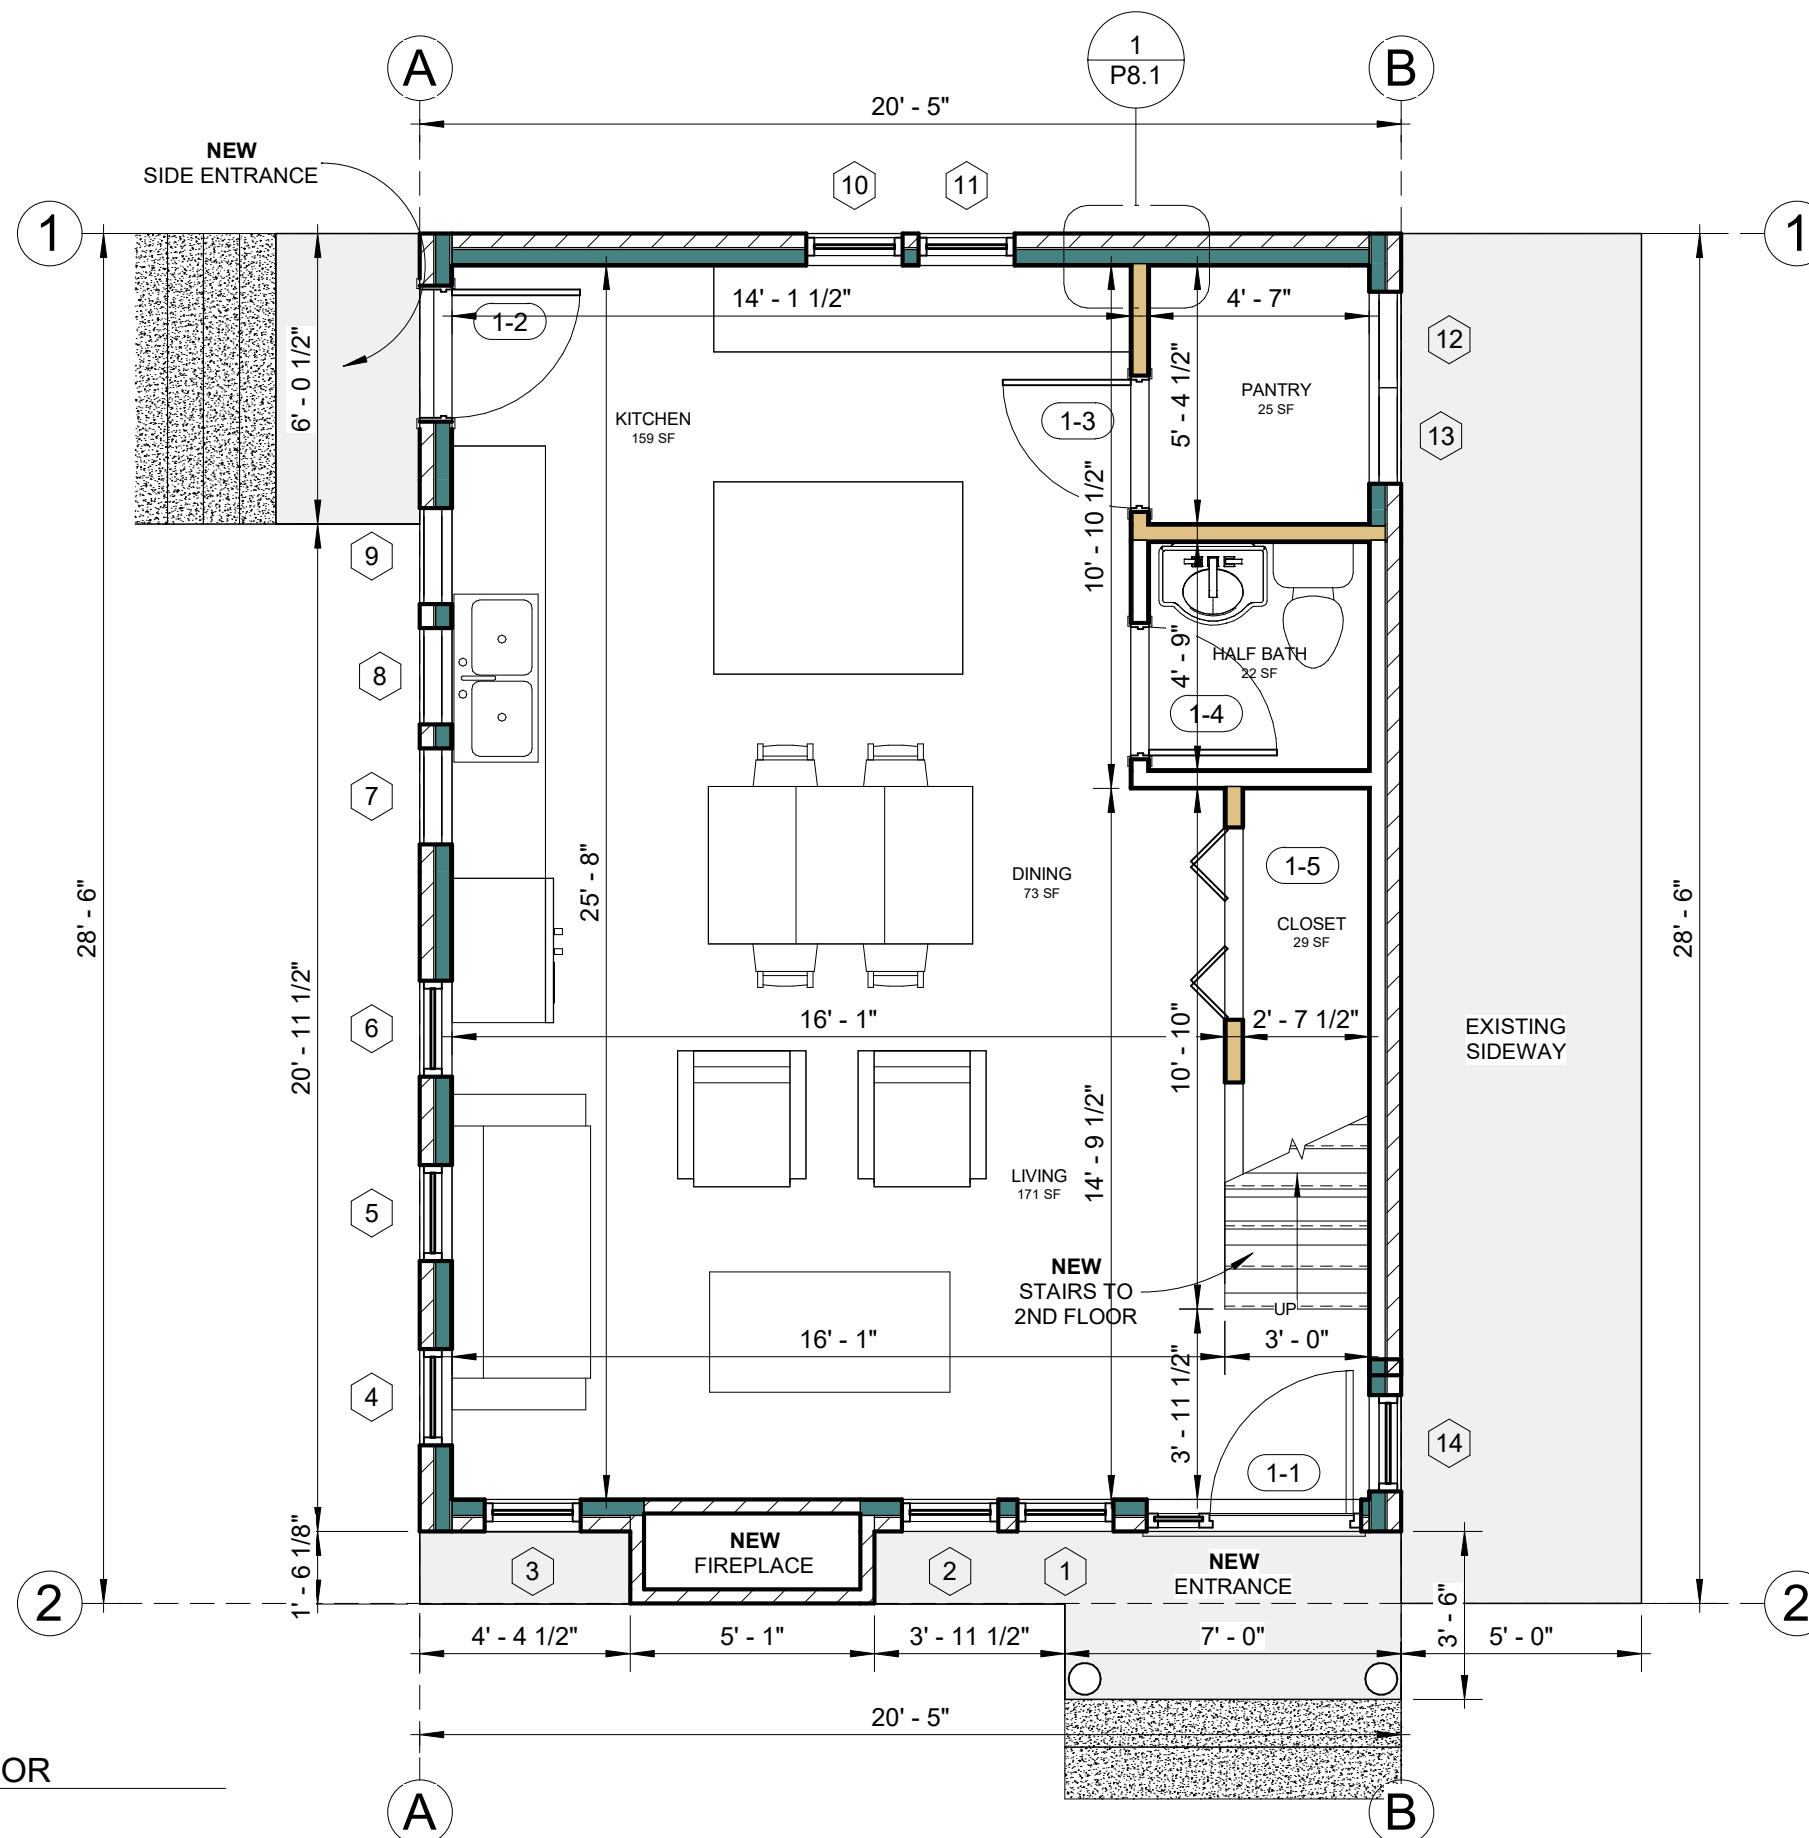 1
P8.1
A
B
20' - 5"
NEW
SIDE ENTRANCE
10
11
1
1
14' - 1 1/2"
4' - 7"
1-2
12
6' - 0 1/2"
5' - 4 1/2"
PANTRY
25 SF
KITCHEN
159 SF
1-3
13
10' - 10 1/2"
9
8
4' - 9"
HALF BATH
22 SF
1-4
7
25' - 8"
DINING
73 SF
1-5
CLOSET
29 SF
28' - 6"
28' - 6"
20' - 11 1/2"
6
16' - 1"
10' - 10"
2' - 7 1/2"
EXISTING
SIDEWAY
14' - 9 1/2"
LIVING
171 SF
5
NEW
STAIRS TO
2ND FLOOR
UP
16' - 1"
3' - 0"
4
3' - 11 1/2"
1-1
14
1' - 6 1/8"
NEW
FIREPLACE
3
2
1
NEW
ENTRANCE
2
2
3' - 6"
4' - 4 1/2"
5' - 1"
3' - 11 1/2"
7' - 0"
5' - 0"
20' - 5"
OR
A
B